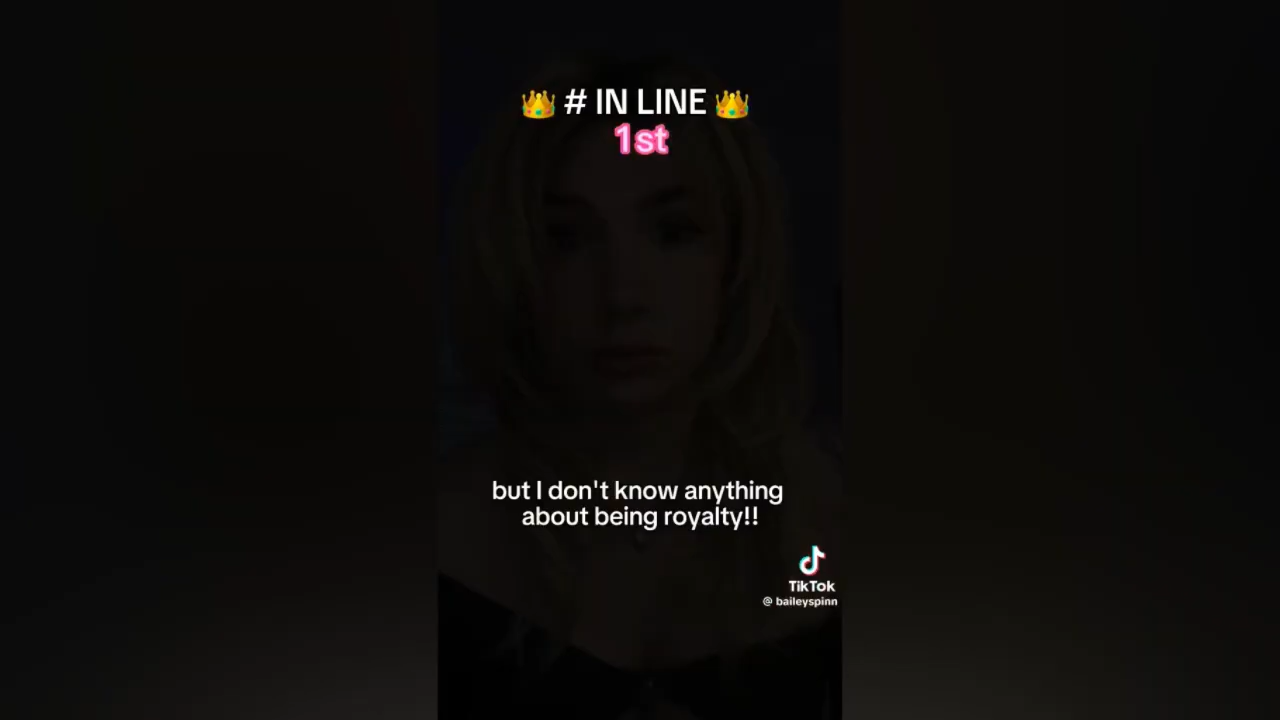 👑 # IN LINE 👑
1st
but I don't know anything
about being royalty!!
TikTok
@ baileyspinn